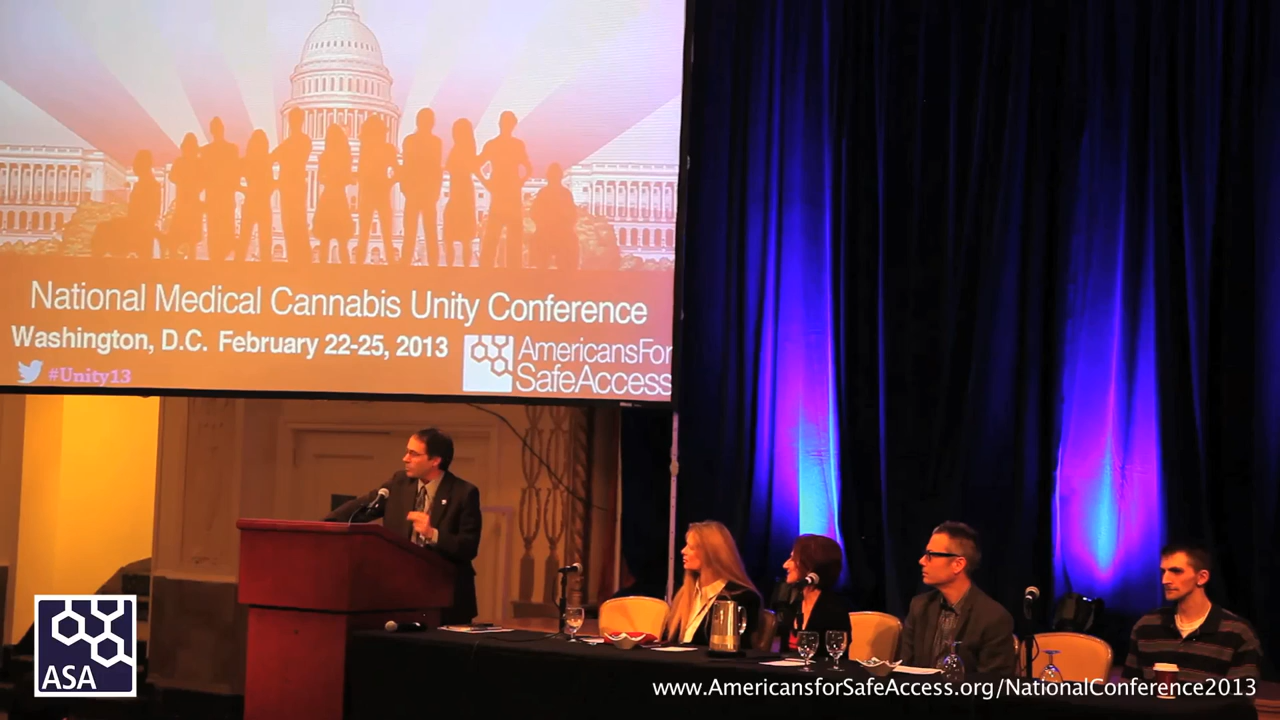 National Medical Cannabis Unity Conference
Washington, D.C. February 22-25, 2013
#Unity13
AmericansFor
SafeAccess
ASA
www.AmericansforSafeAccess.org/NationalConference2013